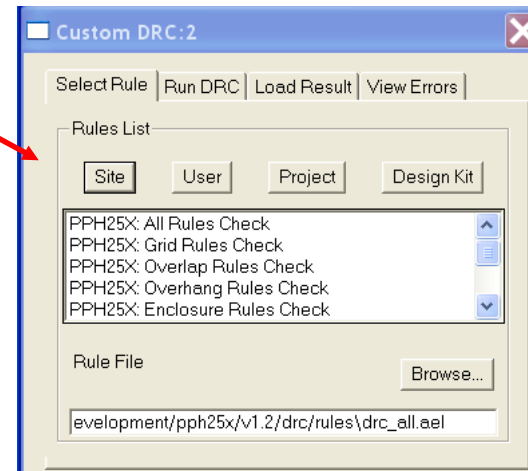 Custom DRC:2
Select Rule Run DRC Load Result View Errors
Rules List
Site User Project Design Kit
PPH25X: All Rules Check
PPH25X: Grid Rules Check
PPH25X: Overlap Rules Check
PPH25X: Overhang Rules Check
PPH25X: Enclosure Rules Check
Rule File
Browse...
evelopment/pph25x/v1.2/drc/rules\drc_all.ael